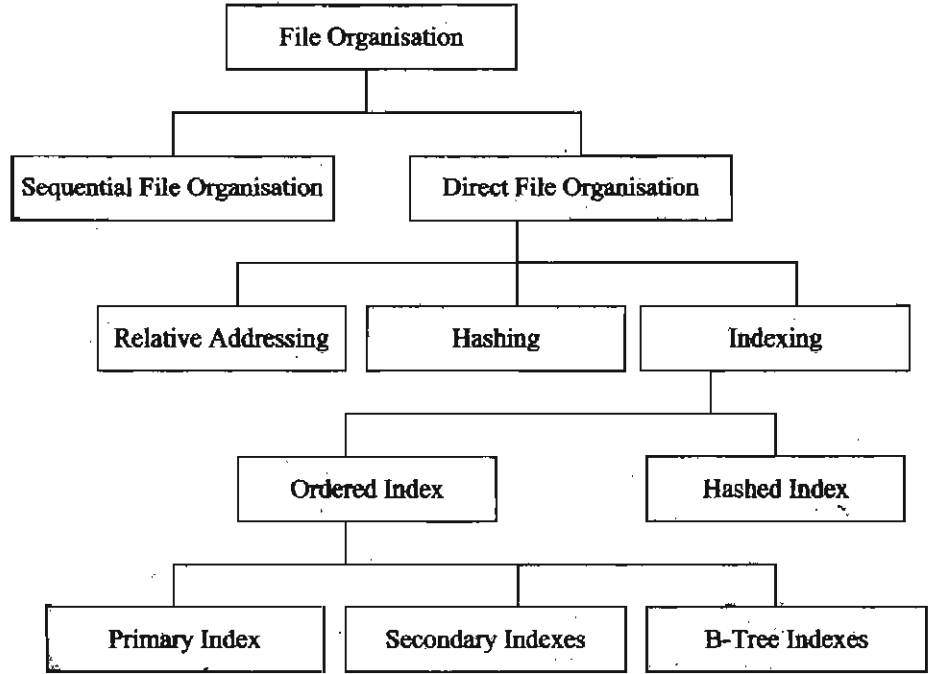 File Organisation
Sequential File Organisation
Direct File Organisation
Relative Addressing
Hashing
Indexing
Ordered Index
Hashed Index
Primary Index
Secondary Indexes
B-Tree Indexes